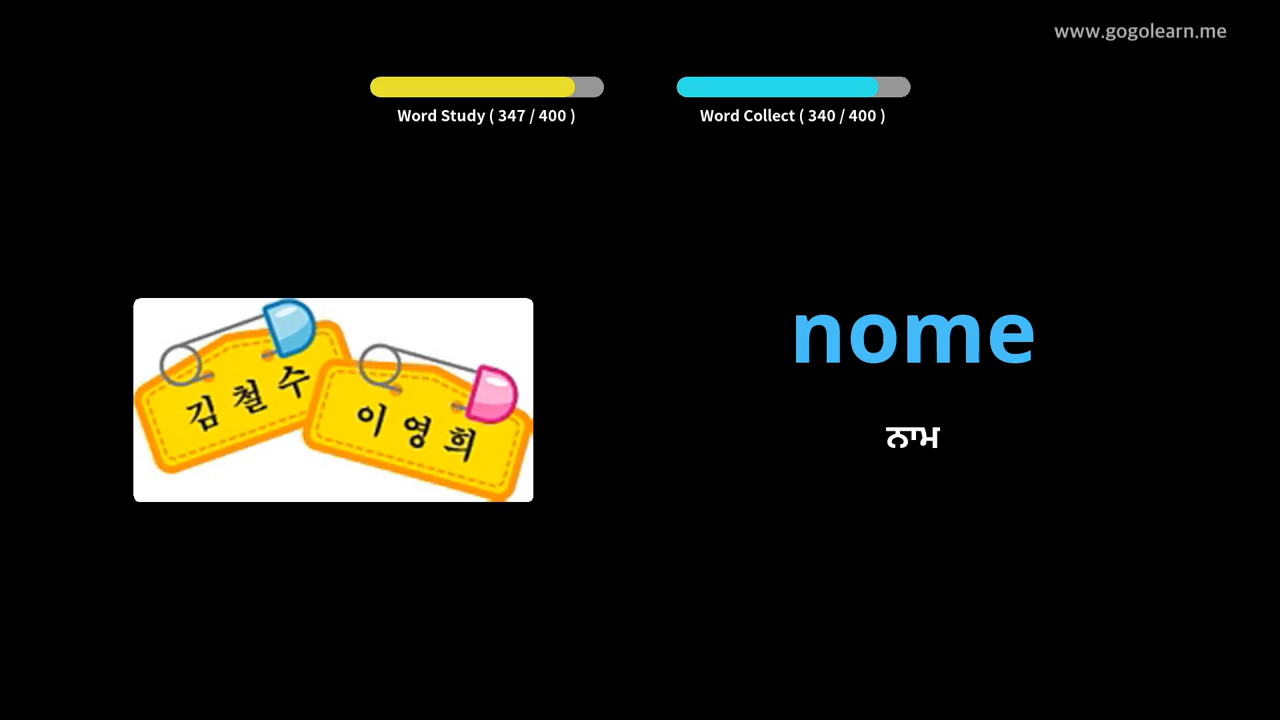 www.gogolearn.me
Word Study ( 347 / 400 )
Word Collect ( 340 / 400 )
김철수
이영희
nome
ਨਾਮ